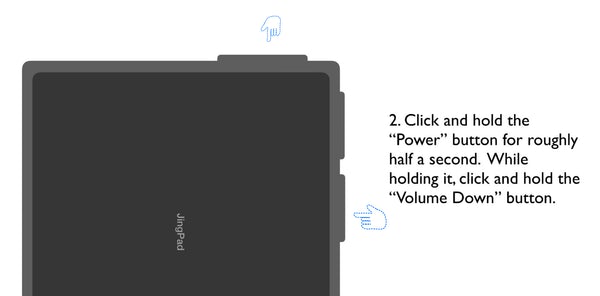 2. Click and hold the
“Power” button for roughly
half a second. While
holding it, click and hold the
“Volume Down” button.
JingPad